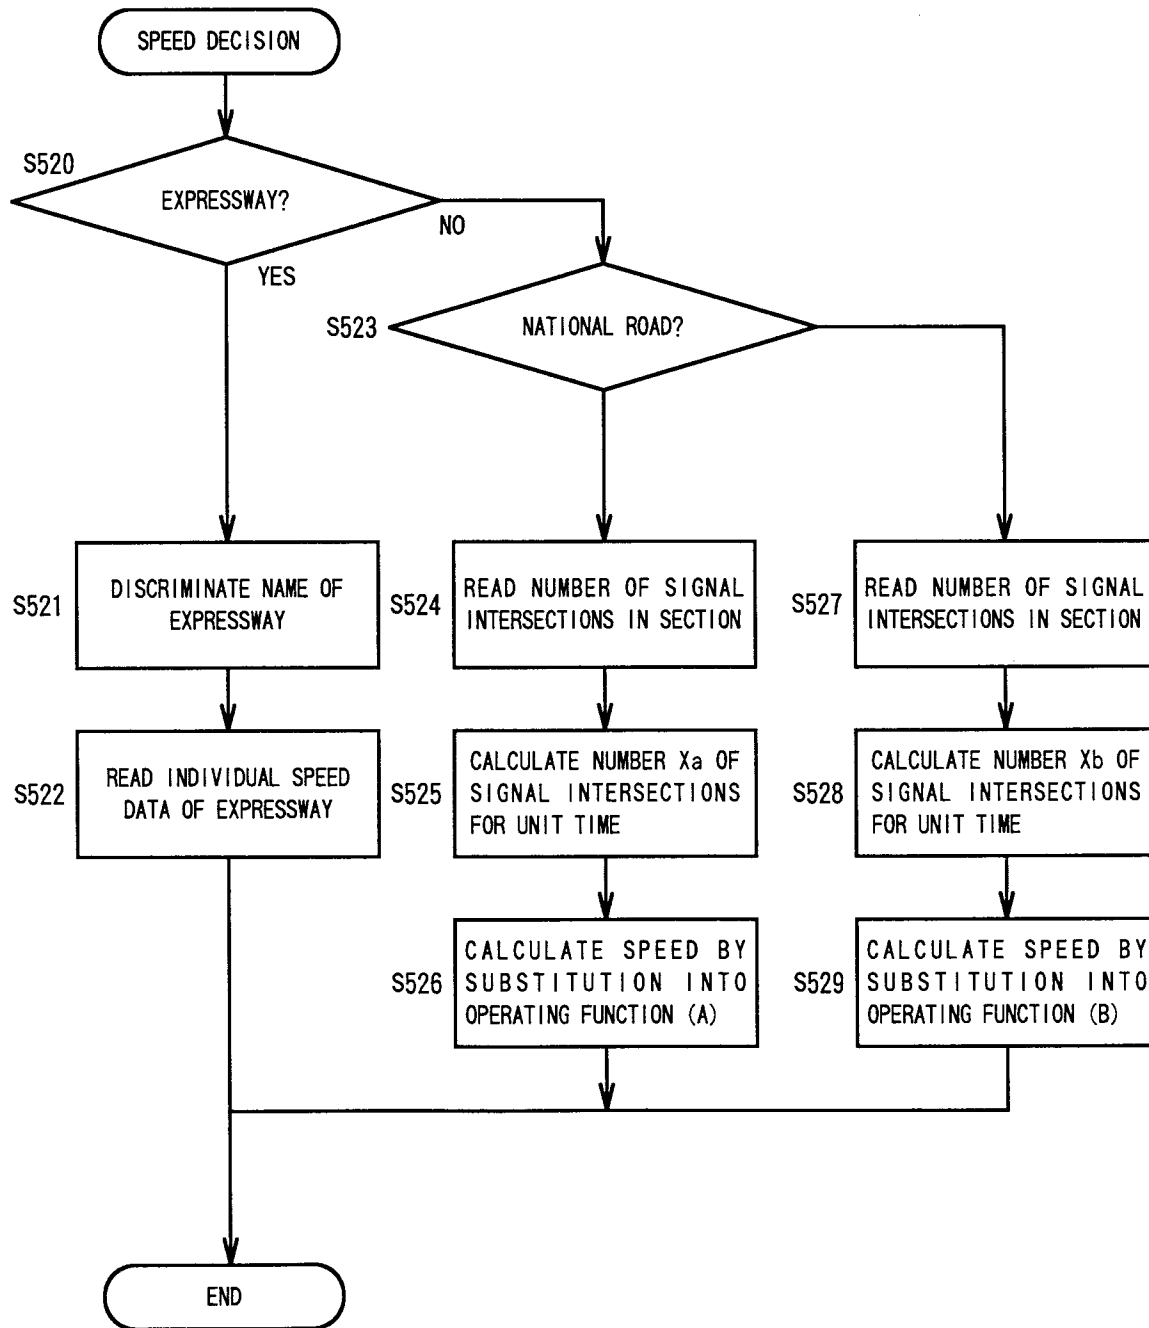 SPEED DECISION
S520
EXPRESSWAY?
NO
YES
S523
NATIONAL ROAD?
S521
DISCRIMINATE NAME OF
EXPRESSWAY
S524
READ NUMBER OF SIGNAL
INTERSECTIONS IN SECTION
S527
READ NUMBER OF SIGNAL
INTERSECTIONS IN SECTION
S522
READ INDIVIDUAL SPEED
DATA OF EXPRESSWAY
S525
CALCULATE NUMBER Xa OF
SIGNAL INTERSECTIONS
FOR UNIT TIME
S528
CALCULATE NUMBER Xb OF
SIGNAL INTERSECTIONS
FOR UNIT TIME
S526
CALCULATE SPEED BY
SUBSTITUTION INTO
OPERATING FUNCTION (A)
S529
CALCULATE SPEED BY
SUBSTITUTION INTO
OPERATING FUNCTION (B)
END